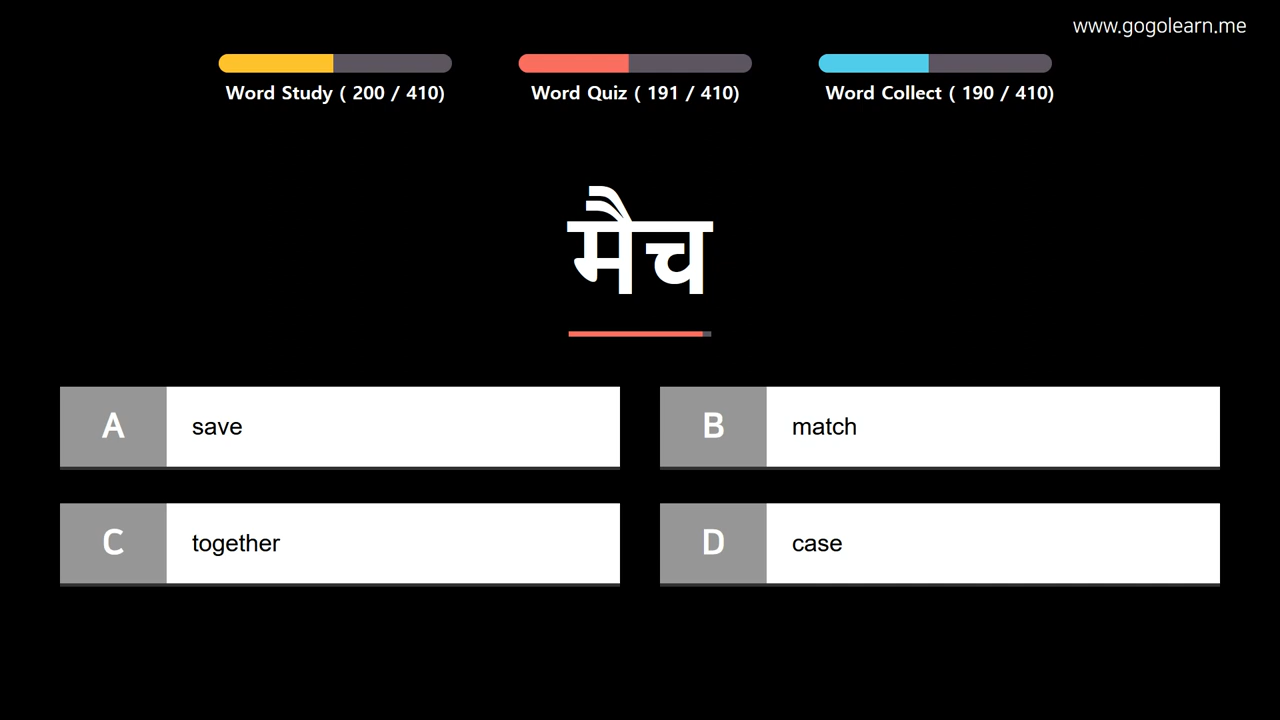 www.gogolearn.me
Word Study ( 200 / 410)
Word Quiz ( 191 / 410)
Word Collect ( 190 / 410)
मैच
A save
B match
C together
D case